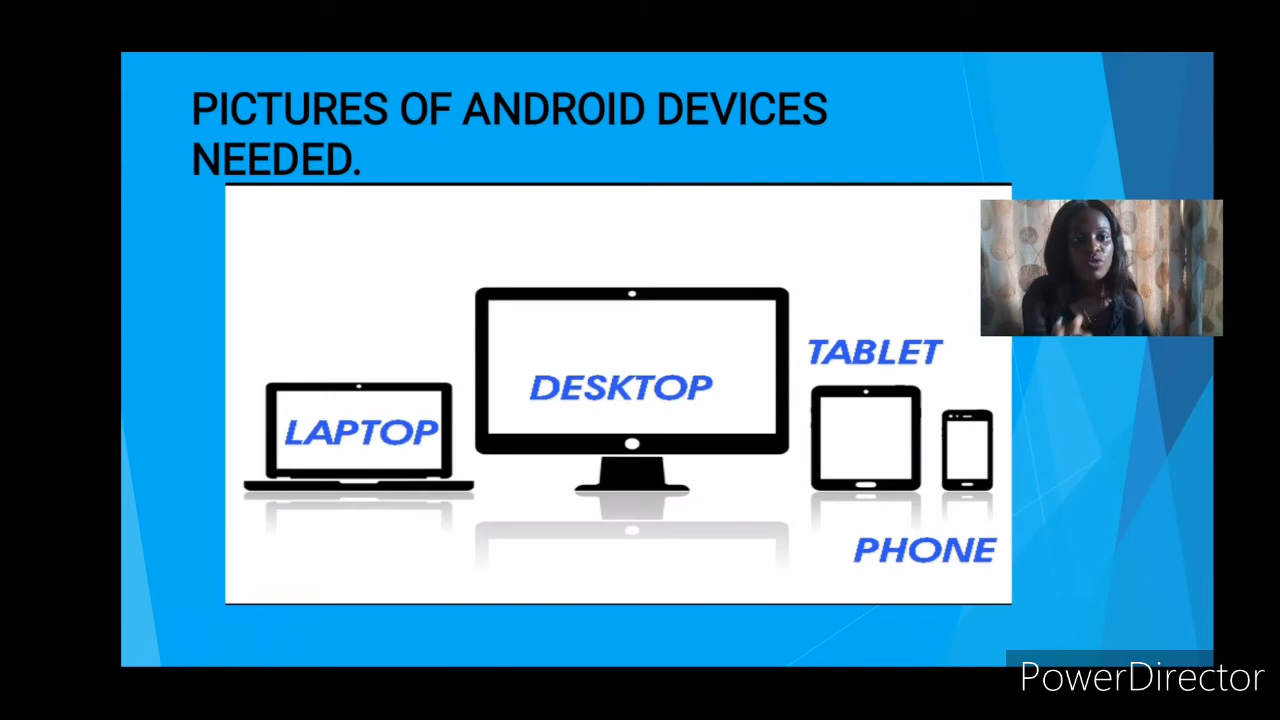 PICTURES OF ANDROID DEVICES
NEEDED.
LAPTOP
DESKTOP
TABLET
PHONE
PowerDirector